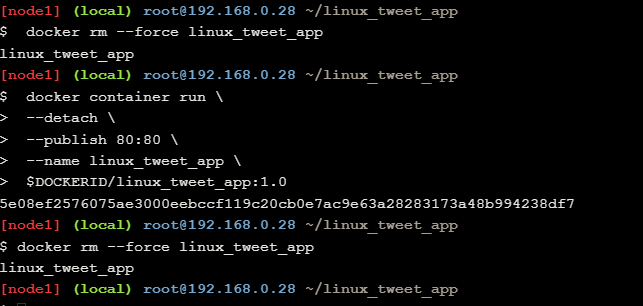 [node1] (local) root@192.168.0.28 ~/linux_tweet_app
$  docker rm --force linux_tweet_app
linux_tweet_app
[node1] (local) root@192.168.0.28 ~/linux_tweet_app
$  docker container run \
>  --detach \
>  --publish 80:80 \
>  --name linux_tweet_app \
>  $DOCKERID/linux_tweet_app:1.0
5e08ef2576075ae3000eebccf119c20cb0e7ac9e63a28283173a48b994238df7
[node1] (local) root@192.168.0.28 ~/linux_tweet_app
$ docker rm --force linux_tweet_app
linux_tweet_app
[node1] (local) root@192.168.0.28 ~/linux_tweet_app